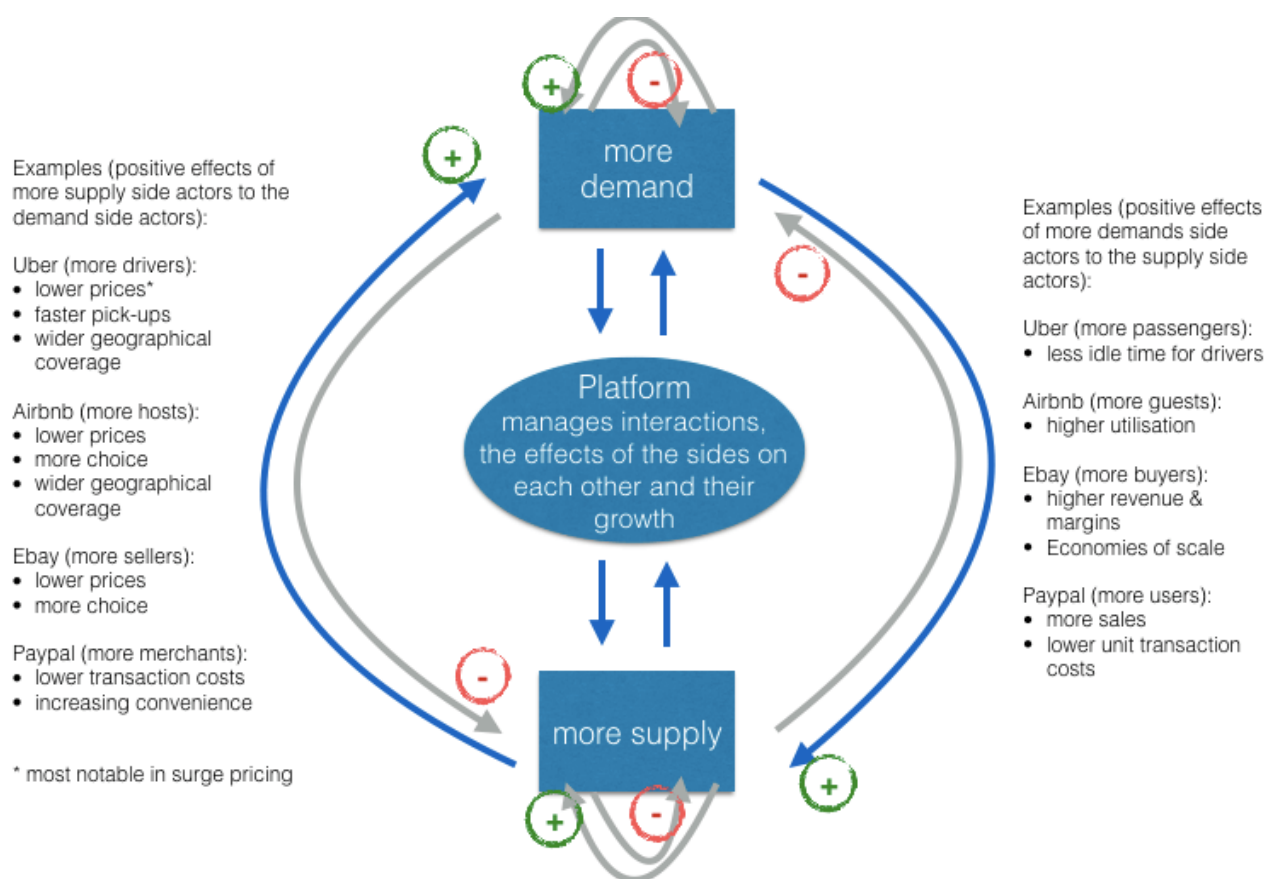 +
-
more
demand
+
Examples (positive effects of
more supply side actors to the
demand side actors):
Uber (more drivers):
• lower prices*
• faster pick-ups
• wider geographical
coverage
Airbnb (more hosts):
• lower prices
• more choice
• wider geographical
coverage
Ebay (more sellers):
• lower prices
• more choice
Paypal (more merchants):
• lower transaction costs
• increasing convenience
* most notable in surge pricing
Platform
manages interactions,
the effects of the sides on
each other and their
growth
-
Examples (positive effects
of more demands side
actors to the supply side
actors):
Uber (more passengers):
• less idle time for drivers
Airbnb (more guests):
• higher utilisation
Ebay (more buyers):
• higher revenue &
margins
• Economies of scale
Paypal (more users):
• more sales
• lower unit transaction
costs
-
more supply
+
+
-